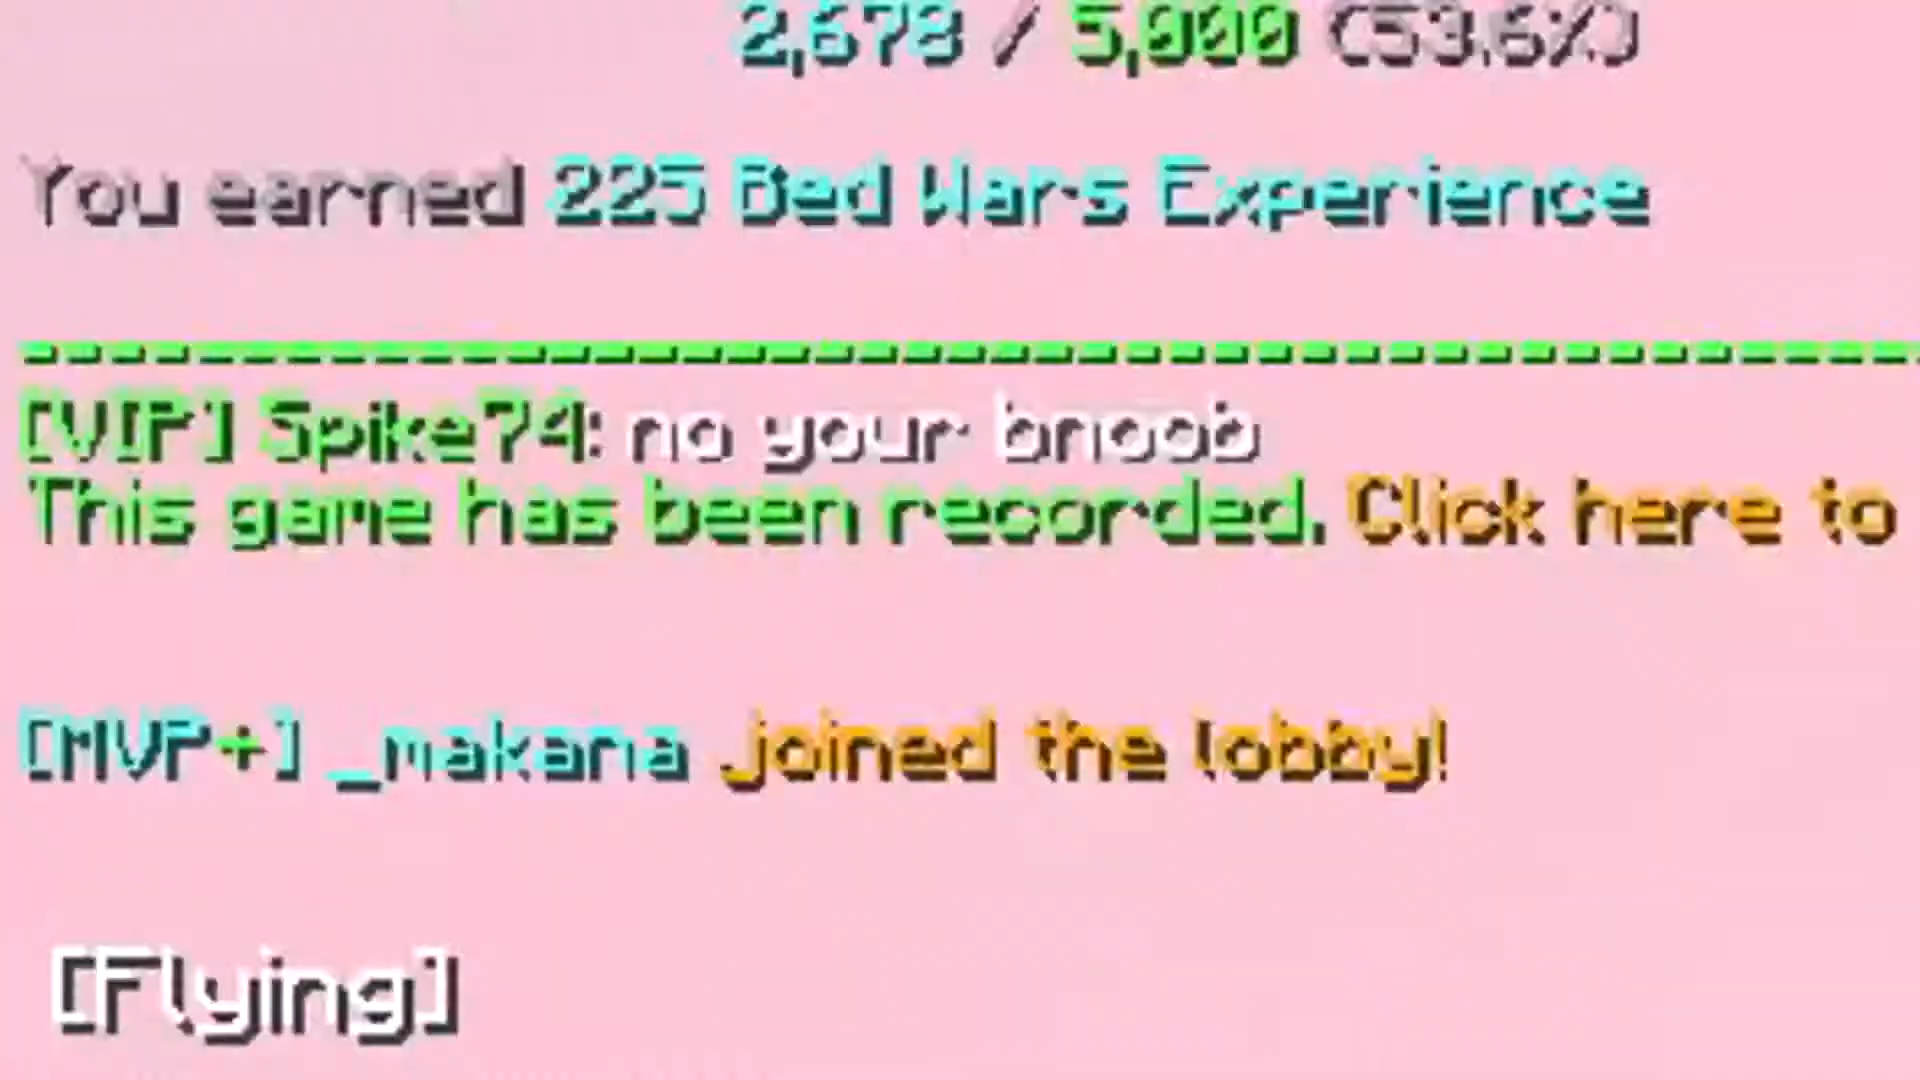 2,678 / 5,000 (53.6%)
You earned 225 Bed Wars Experience
[VIP] Spike74: no your bnoob
This game has been recorded. Click here to
[MVP+] _makana joined the lobby!
[Flying]